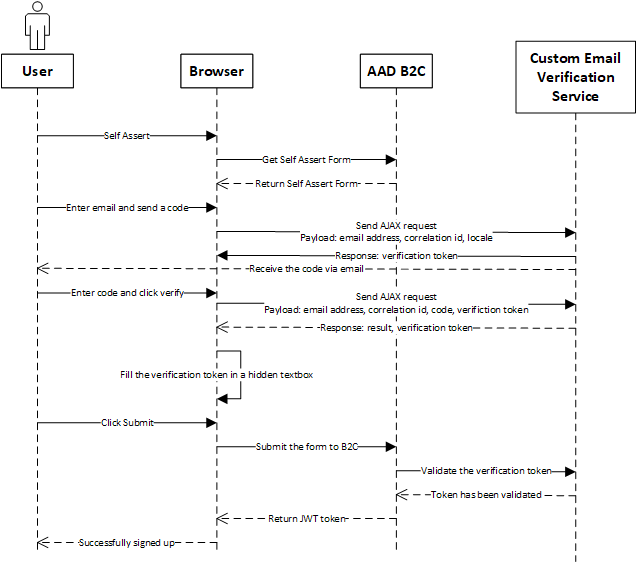 User
Browser
AAD B2C
Custom Email
Verification
Service
Self Assert
Get Self Assert Form
Return Self Assert Form
Enter email and send a code
Send AJAX request
Payload: email address, correlation id, locale
Response: verification token
Receive the code via email
Enter code and click verify
Send AJAX request
Payload: email address, correlation id, code, verifiction token
Response: result, verification token
Fill the verification token in a hidden textbox
Click Submit
Submit the form to B2C
Validate the verification token
Token has been validated
Return JWT token
Successfully signed up